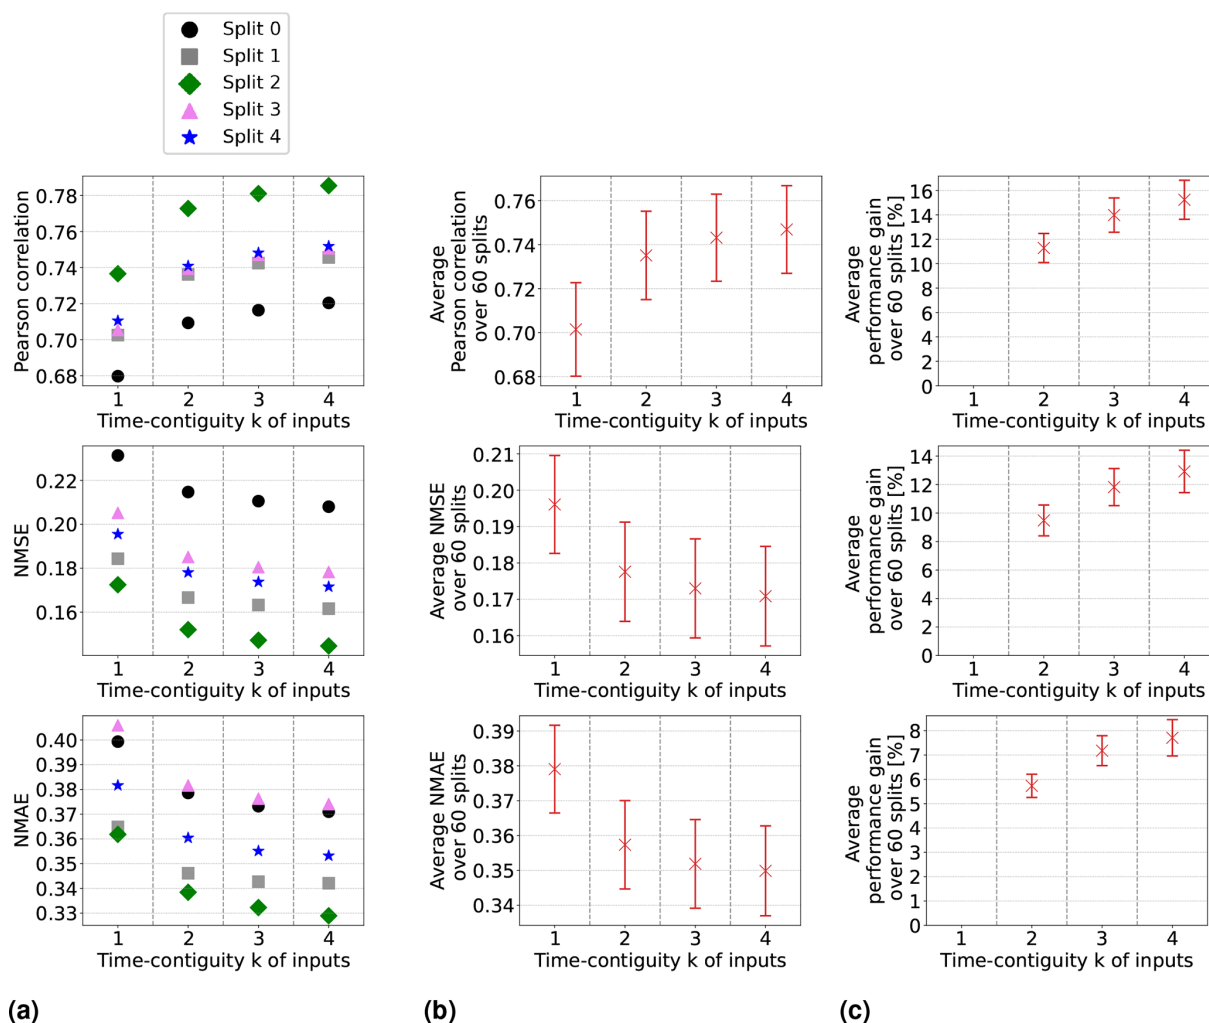 Split 0
Split 1
Split 2
Split 3
Split 4
Pearson correlation
0.78
0.76
0.74
0.72
0.70
0.68
1 2 3 4
Time-contiguity k of inputs
Average
Pearson correlation
over 60 splits
0.76
0.74
0.72
0.70
0.68
1 2 3 4
Time-contiguity k of inputs
Average
performance gain
over 60 splits [%]
16
14
12
10
8
6
4
2
0
1 2 3 4
Time-contiguity k of inputs
NMSE
0.22
0.20
0.18
0.16
1 2 3 4
Time-contiguity k of inputs
Average NMSE
over 60 splits
0.21
0.20
0.19
0.18
0.17
0.16
1 2 3 4
Time-contiguity k of inputs
Average
performance gain
over 60 splits [%]
14
12
10
8
6
4
2
0
1 2 3 4
Time-contiguity k of inputs
NMAE
0.40
0.39
0.38
0.37
0.36
0.35
0.34
0.33
1 2 3 4
Time-contiguity k of inputs
Average NMAE
over 60 splits
0.39
0.38
0.37
0.36
0.35
0.34
1 2 3 4
Time-contiguity k of inputs
Average
performance gain
over 60 splits [%]
8
7
6
5
4
3
2
1
0
1 2 3 4
Time-contiguity k of inputs
(a)
(b)
(c)